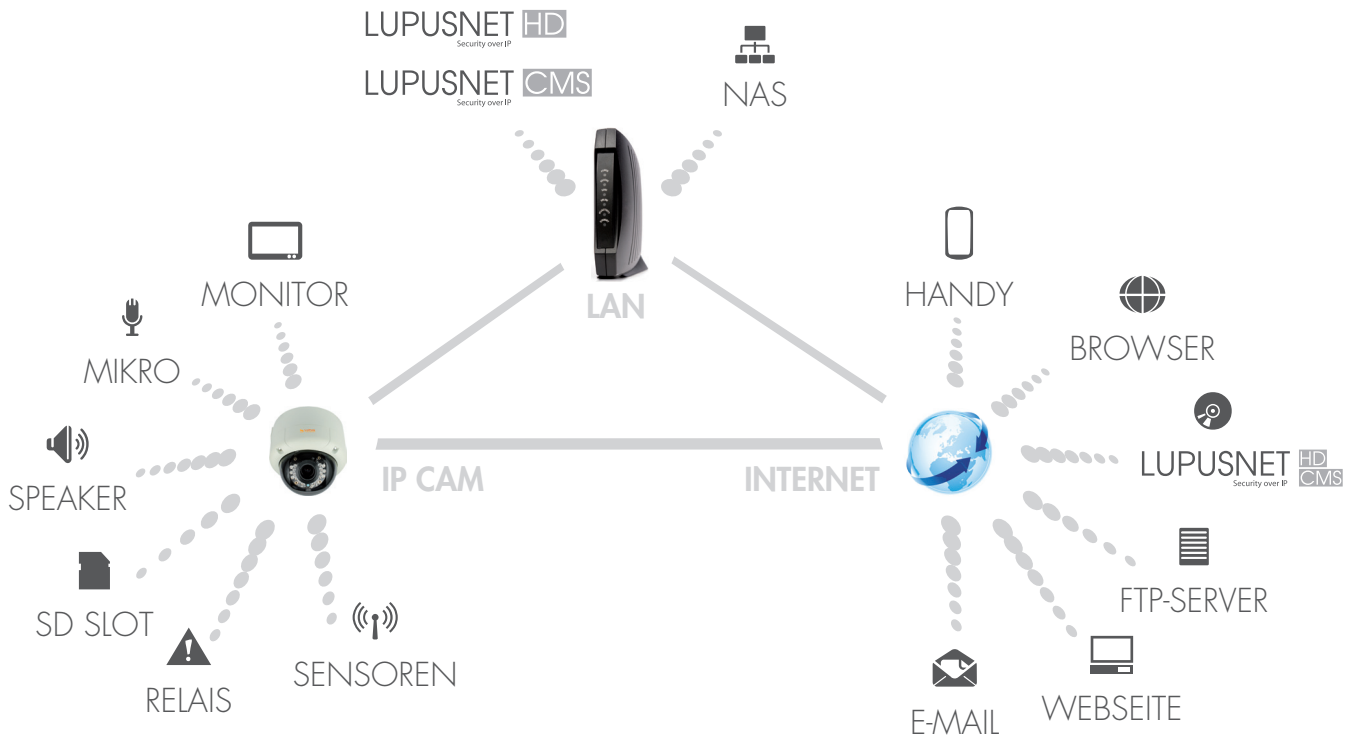 LUPUSNET HD
Security over IP
LUPUSNET CMS
Security over IP
NAS
LAN
MONITOR
MIKRO
SPEAKER
SD SLOT
RELAIS
SENSOREN
IP CAM
INTERNET
HANDY
BROWSER
LUPUSNET HD
CMS
Security over IP
FTP-SERVER
WEBSEITE
E-MAIL